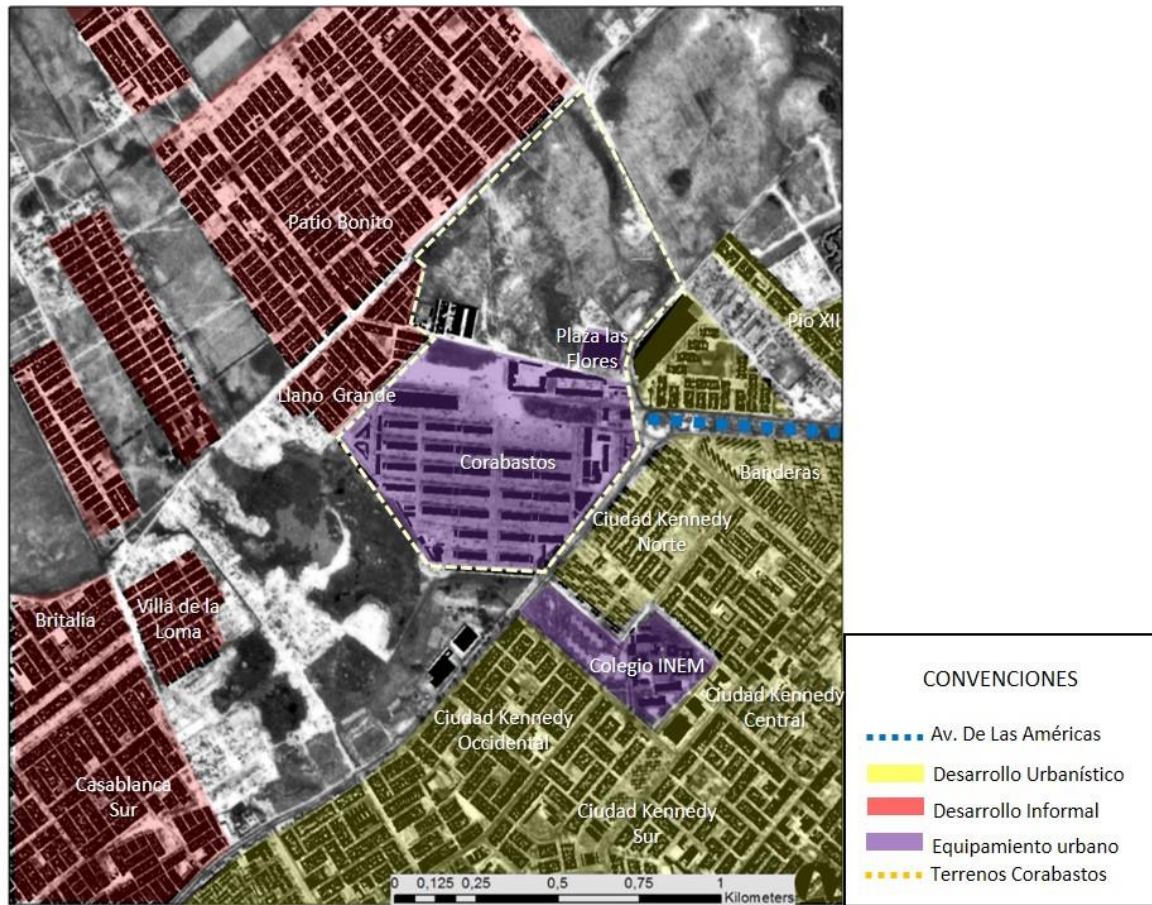 Patio Bonito
Pio XII
Plaza las
Flores
Llano Grande
Corabastos
Banderas
Ciudad Kennedy
Norte
Britalia
Villa de la
Loma
Colegio INEM
Ciudad Kennedy
Central
Ciudad Kennedy
Occidental
Casablanca
Sur
Ciudad Kennedy
Sur
0 0,125 0,25 0,5 0,75 1
Kilometers
CONVENCIONES
Av. De Las Américas
Desarrollo Urbanístico
Desarrollo Informal
Equipamiento urbano
Terrenos Corabastos